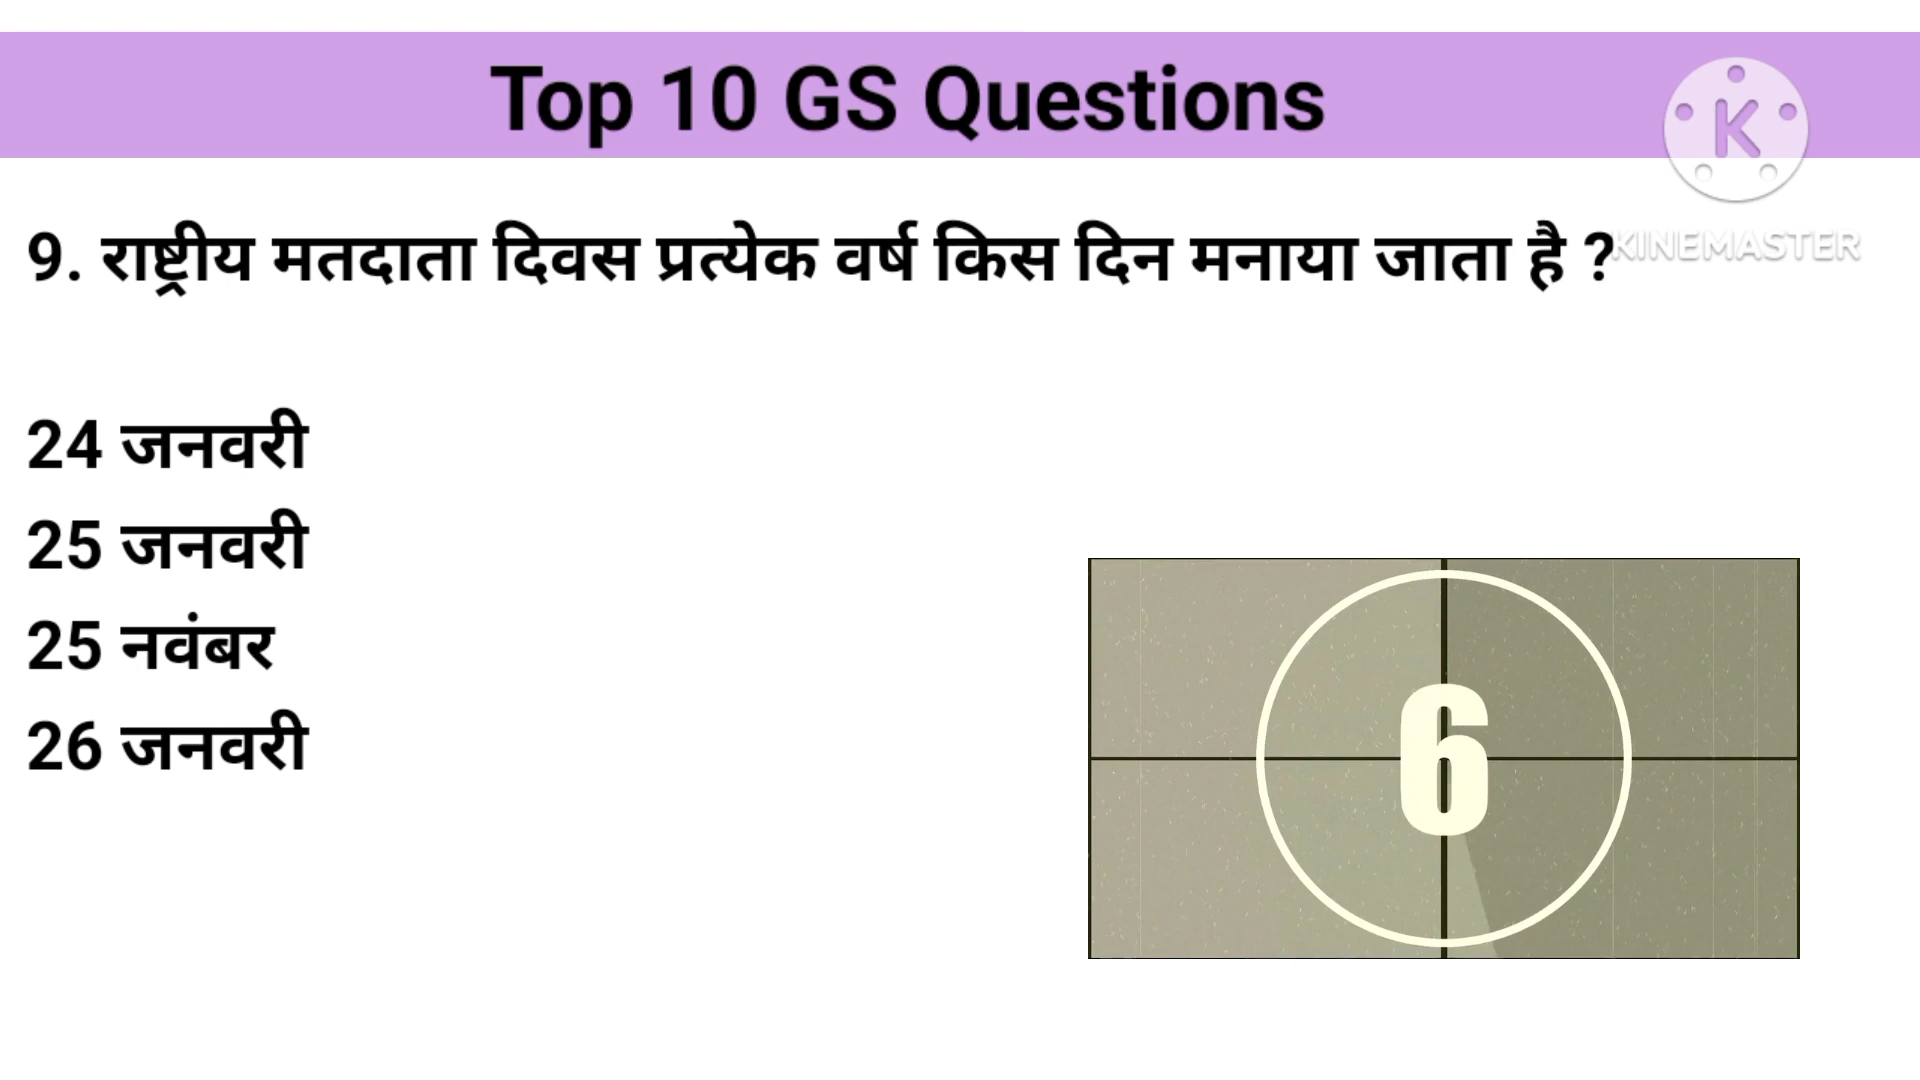 Top 10 GS Questions
K
KINEMASTER
9. राष्ट्रीय मतदाता दिवस प्रत्येक वर्ष किस दिन मनाया जाता है ?
24 जनवरी
25 जनवरी
25 नवंबर
26 जनवरी
6